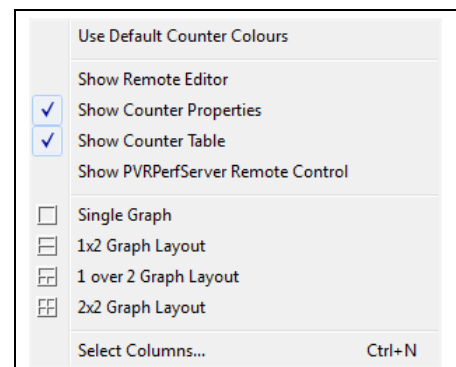 Use Default Counter Colours
Show Remote Editor
Show Counter Properties
Show Counter Table
Show PVRPerfServer Remote Control
Single Graph
1x2 Graph Layout
1 over 2 Graph Layout
2x2 Graph Layout
Select Columns... Ctrl+N